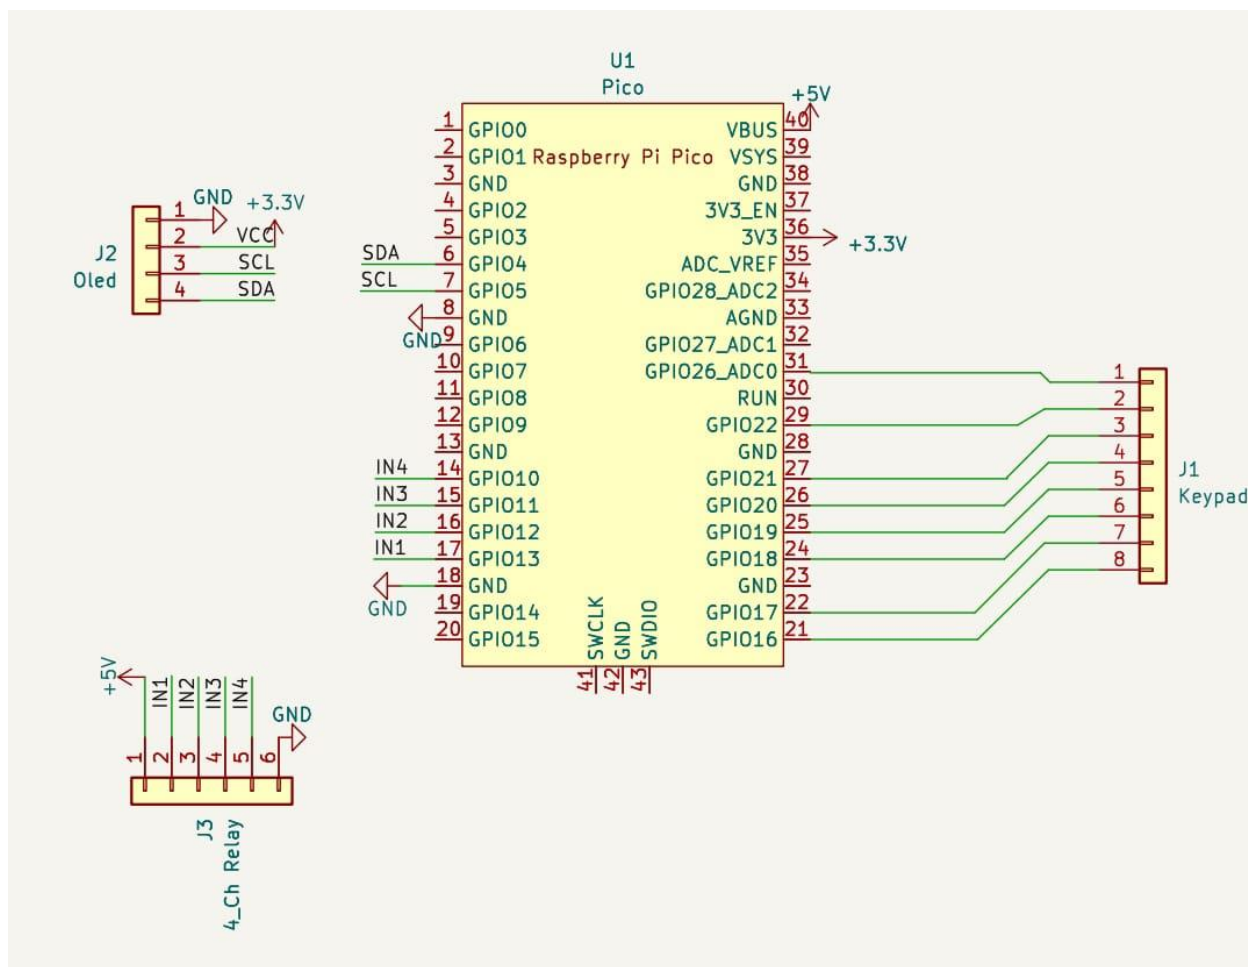 U1
Pico
+5V
1 GPIO0 VBUS 40
2 GPIO1 Raspberry Pi Pico VSYS 39
3 GND GND 38
4 GPIO2 3V3_EN 37
5 GPIO3 3V3 36 +3.3V
SDA 6 GPIO4 ADC_VREF 35
SCL 7 GPIO5 GPIO28_ADC2 34
8 GND AGND 33
GND 9 GPIO6 GPIO27_ADC1 32
10 GPIO7 GPIO26_ADC0 31
11 GPIO8 RUN 30
12 GPIO9 GPIO22 29
13 GND GND 28
IN4 14 GPIO10 GPIO21 27
IN3 15 GPIO11 GPIO20 26
IN2 16 GPIO12 GPIO19 25
IN1 17 GPIO13 GPIO18 24
18 GND GND 23
GND
19 GPIO14 GPIO17 22
20 GPIO15 GPIO16 21
SWCLK
GND
SWDIO
41
42
43
J2
Oled
1 GND
2 VCC +3.3V
3 SCL
4 SDA
1
2
3
4
5
6
7
8
J1
Keypad
+5V
IN1
IN2
IN3
IN4
GND
1
2
3
4
5
6
J3
4_Ch Relay